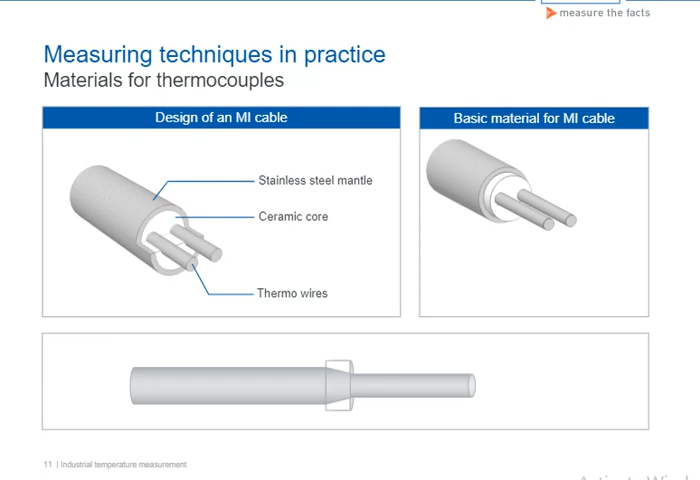 measure the facts
Measuring techniques in practice
Materials for thermocouples
Design of an MI cable
Basic material for MI cable
Stainless steel mantle
Ceramic core
Thermo wires
11 | Industrial temperature measurement